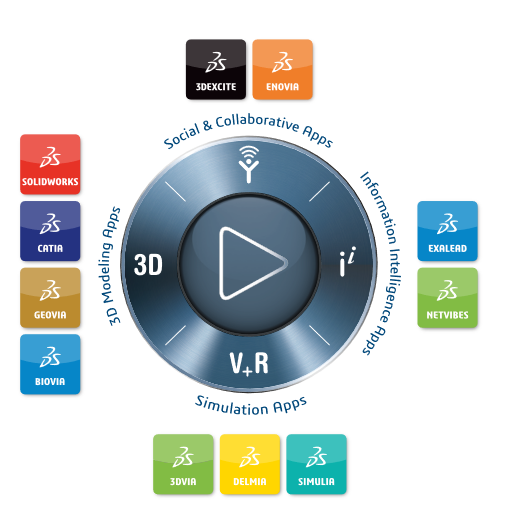 3DEXCITE
ENOVIA
Social & Collaborative Apps
SOLIDWORKS
CATIA
GEOVIA
BIOVIA
3D Modeling Apps
3D
i i
V+R
Information Intelligence Apps
EXALEAD
NETVIBES
Simulation Apps
3DVIA
DELMIA
SIMULIA